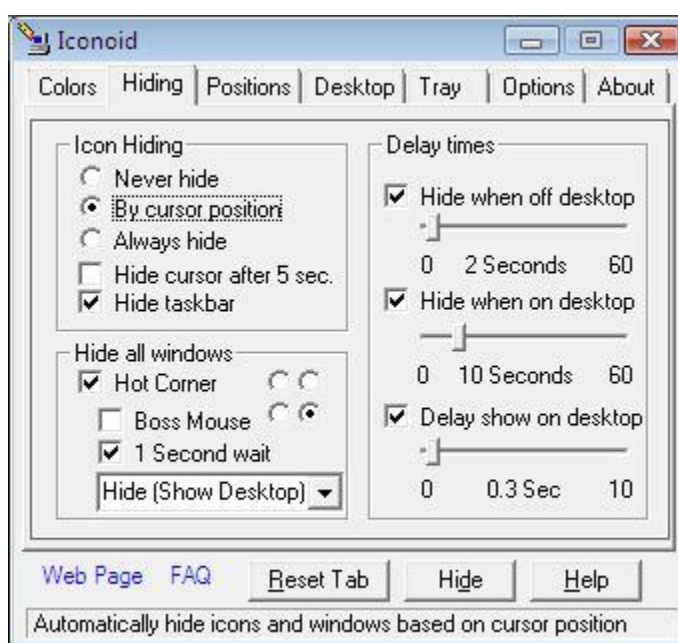 Iconoid
Colors Hiding Positions Desktop Tray Options About
Icon Hiding
Never hide
By cursor position
Always hide
Hide cursor after 5 sec.
Hide taskbar
Hide all windows
Hot Corner
Boss Mouse
1 Second wait
Hide (Show Desktop)
Delay times
Hide when off desktop
0 2 Seconds 60
Hide when on desktop
0 10 Seconds 60
Delay show on desktop
0 0.3 Sec 10
Web Page FAQ Reset Tab Hide Help
Automatically hide icons and windows based on cursor position